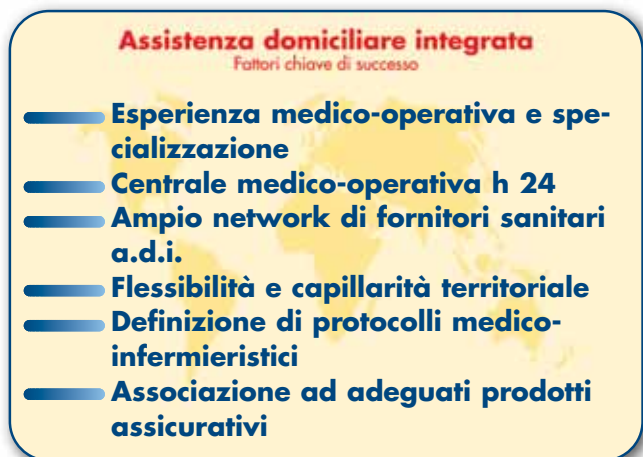 Assistenza domiciliare integrata
Fattori chiave di successo
Esperienza medico-operativa e spe-
cializzazione
Centrale medico-operativa h 24
Ampio network di fornitori sanitari
a.d.i.
Flessibilità e capillarità territoriale
Definizione di protocolli medico-
infermieristici
Associazione ad adeguati prodotti
assicurativi